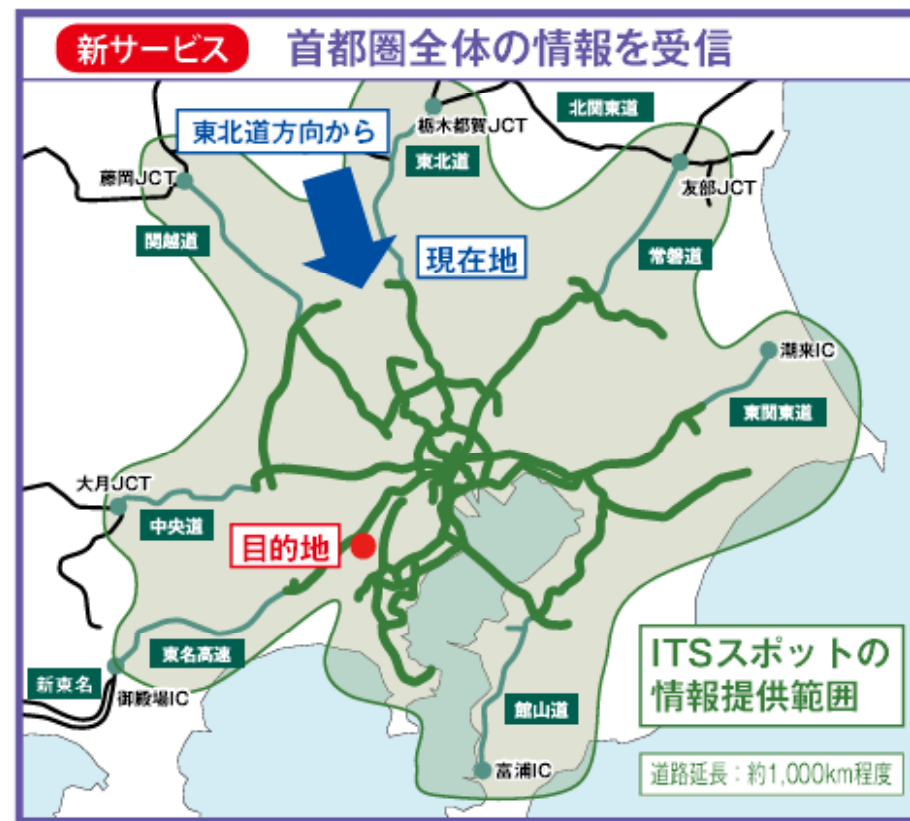 新サービス 首都圏全体の情報を受信
北関東道
栃木都賀JCT
東北道方向から
東北道
藤岡JCT
友部JCT
関越道
現在地
常磐道
潮来IC
東関東道
大月JCT
中央道
目的地
東名高速
新東名
御殿場IC
館山道
富浦IC
ITSスポットの
情報提供範囲
道路延長：約1,000km程度